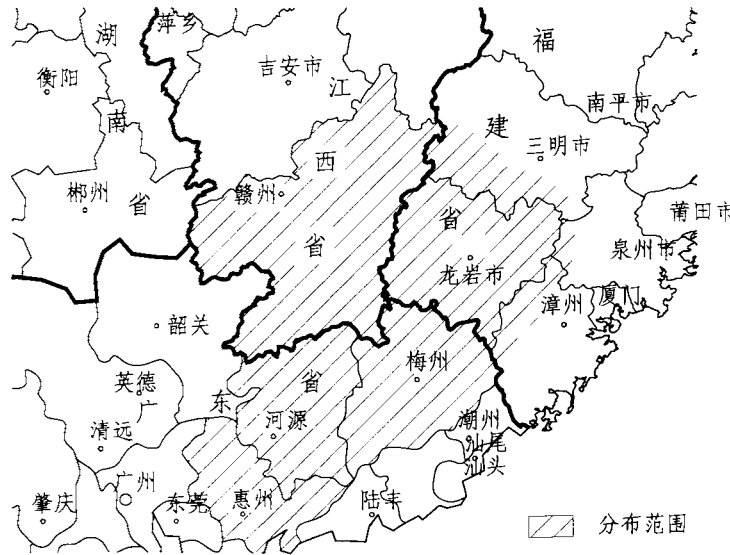 湖
萍乡
福
衡阳
吉安市
江
南平市
南
建
三明市
西
郴州
省
赣州
省
莆田市
省
泉州市
龙岩市
漳州
厦门
韶关
梅州
英德
广
东
省
河源
清远
潮州
汕尾
汕头
广州
肇庆
东莞
惠州
陆丰
分布范围